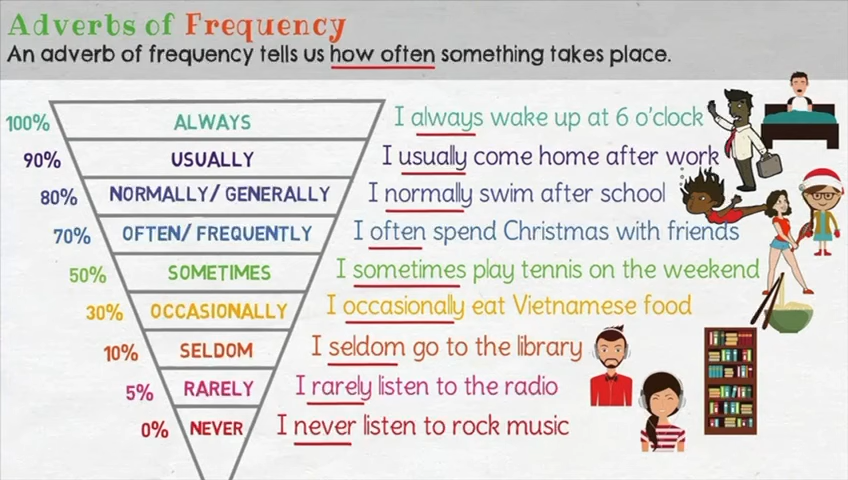 Adverbs of Frequency
An adverb of frequency tells us how often something takes place.
100% ALWAYS I always wake up at 6 o'clock
90% USUALLY I usually come home after work
80% NORMALLY/ GENERALLY I normally swim after school
70% OFTEN/ FREQUENTLY I often spend Christmas with friends
50% SOMETIMES I sometimes play tennis on the weekend
30% OCCASIONALLY I occasionally eat Vietnamese food
10% SELDOM I seldom go to the library
5% RARELY I rarely listen to the radio
0% NEVER I never listen to rock music